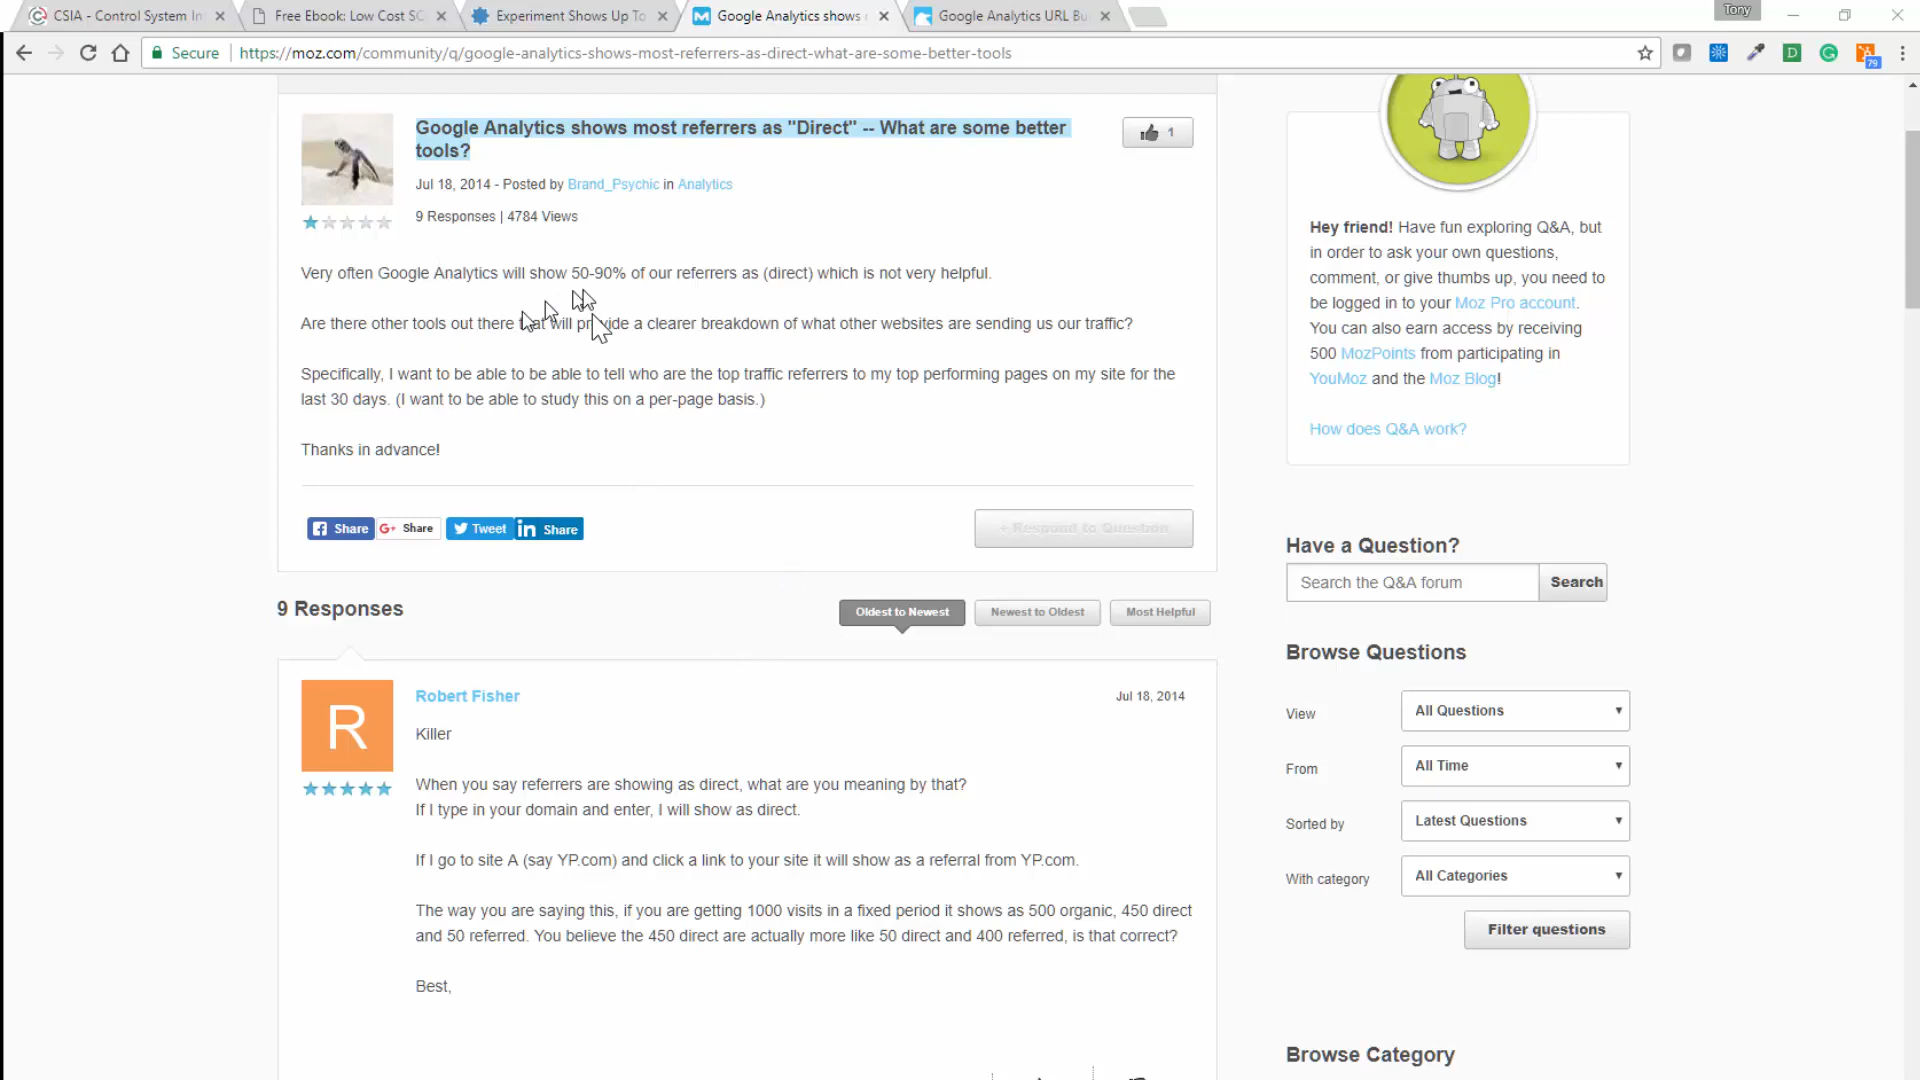 CSIA - Control System In
Free Ebook: Low Cost SC
Experiment Shows Up To
Google Analytics shows
Google Analytics URL Bu
Tony
Secure
https://moz.com/community/q/google-analytics-shows-most-referrers-as-direct-what-are-some-better-tools
79
Google Analytics shows most referrers as "Direct" -- What are some better
tools?
1
Jul 18, 2014 - Posted by Brand_Psychic in Analytics
9 Responses | 4784 Views
Very often Google Analytics will show 50-90% of our referrers as (direct) which is not very helpful.
Are there other tools out there that will provide a clearer breakdown of what other websites are sending us our traffic?
Specifically, I want to be able to be able to tell who are the top traffic referrers to my top performing pages on my site for the
last 30 days. (I want to be able to study this on a per-page basis.)
Thanks in advance!
Share
G+ Share
Tweet
in Share
+ Respond to Question
9 Responses
Oldest to Newest
Newest to Oldest
Most Helpful
R
Robert Fisher
Jul 18, 2014
Killer
When you say referrers are showing as direct, what are you meaning by that?
If I type in your domain and enter, I will show as direct.
If I go to site A (say YP.com) and click a link to your site it will show as a referral from YP.com.
The way you are saying this, if you are getting 1000 visits in a fixed period it shows as 500 organic, 450 direct
and 50 referred. You believe the 450 direct are actually more like 50 direct and 400 referred, is that correct?
Best,
Hey friend! Have fun exploring Q&A, but
in order to ask your own questions,
comment, or give thumbs up, you need to
be logged in to your Moz Pro account.
You can also earn access by receiving
500 MozPoints from participating in
YouMoz and the Moz Blog!
How does Q&A work?
Have a Question?
Search the Q&A forum
Search
Browse Questions
View
All Questions
From
All Time
Sorted by
Latest Questions
With category
All Categories
Filter questions
Browse Category